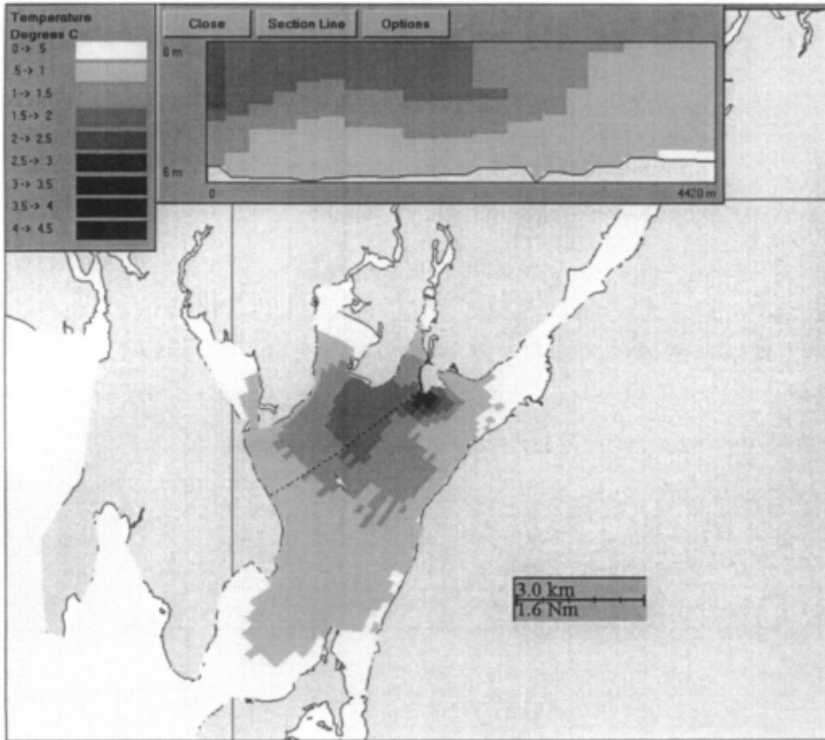 Temperature
Degrees C
0-> .5
.5-> 1
1-> 1.5
1.5-> 2
2-> 2.5
2.5-> 3
3-> 3.5
3.5-> 4
4-> 4.5
Close
Section Line
Options
0 m
6 m
0
4420 m
3.0 km
1.6 Nm